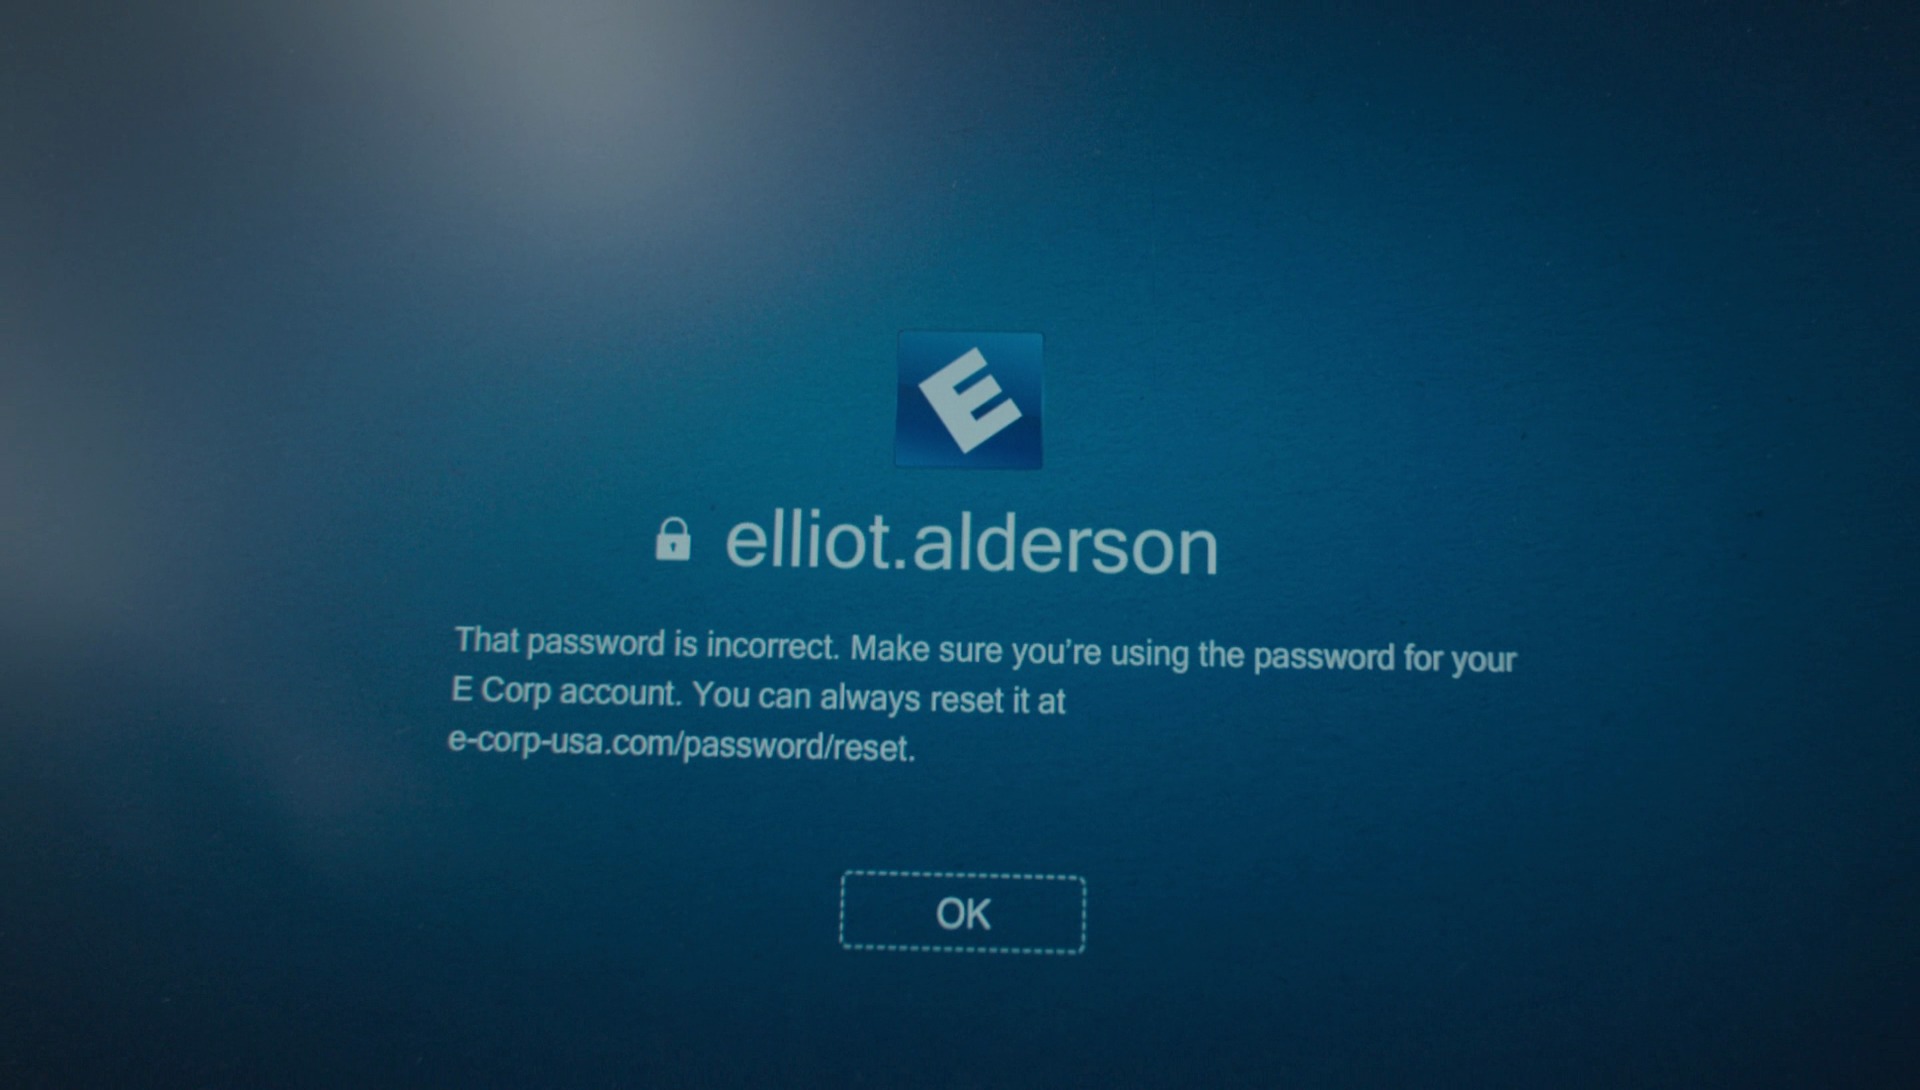 E
elliot.alderson
That password is incorrect. Make sure you're using the password for your
E Corp account. You can always reset it at
e-corp-usa.com/password/reset.
OK